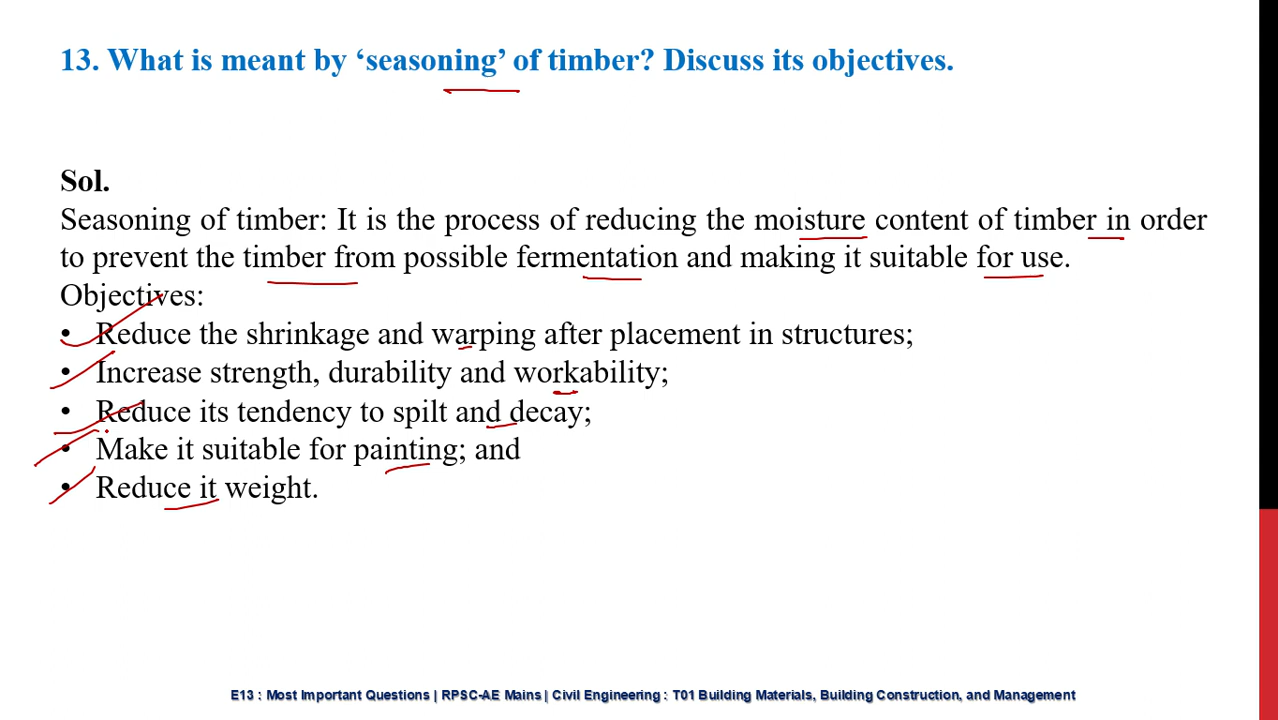 13. What is meant by ‘seasoning’ of timber? Discuss its objectives.
Sol.
Seasoning of timber: It is the process of reducing the moisture content of timber in order
to prevent the timber from possible fermentation and making it suitable for use.
Objectives:
• Reduce the shrinkage and warping after placement in structures;
• Increase strength, durability and workability;
• Reduce its tendency to spilt and decay;
• Make it suitable for painting; and
• Reduce it weight.
E13 : Most Important Questions | RPSC-AE Mains | Civil Engineering : T01 Building Materials, Building Construction, and Management